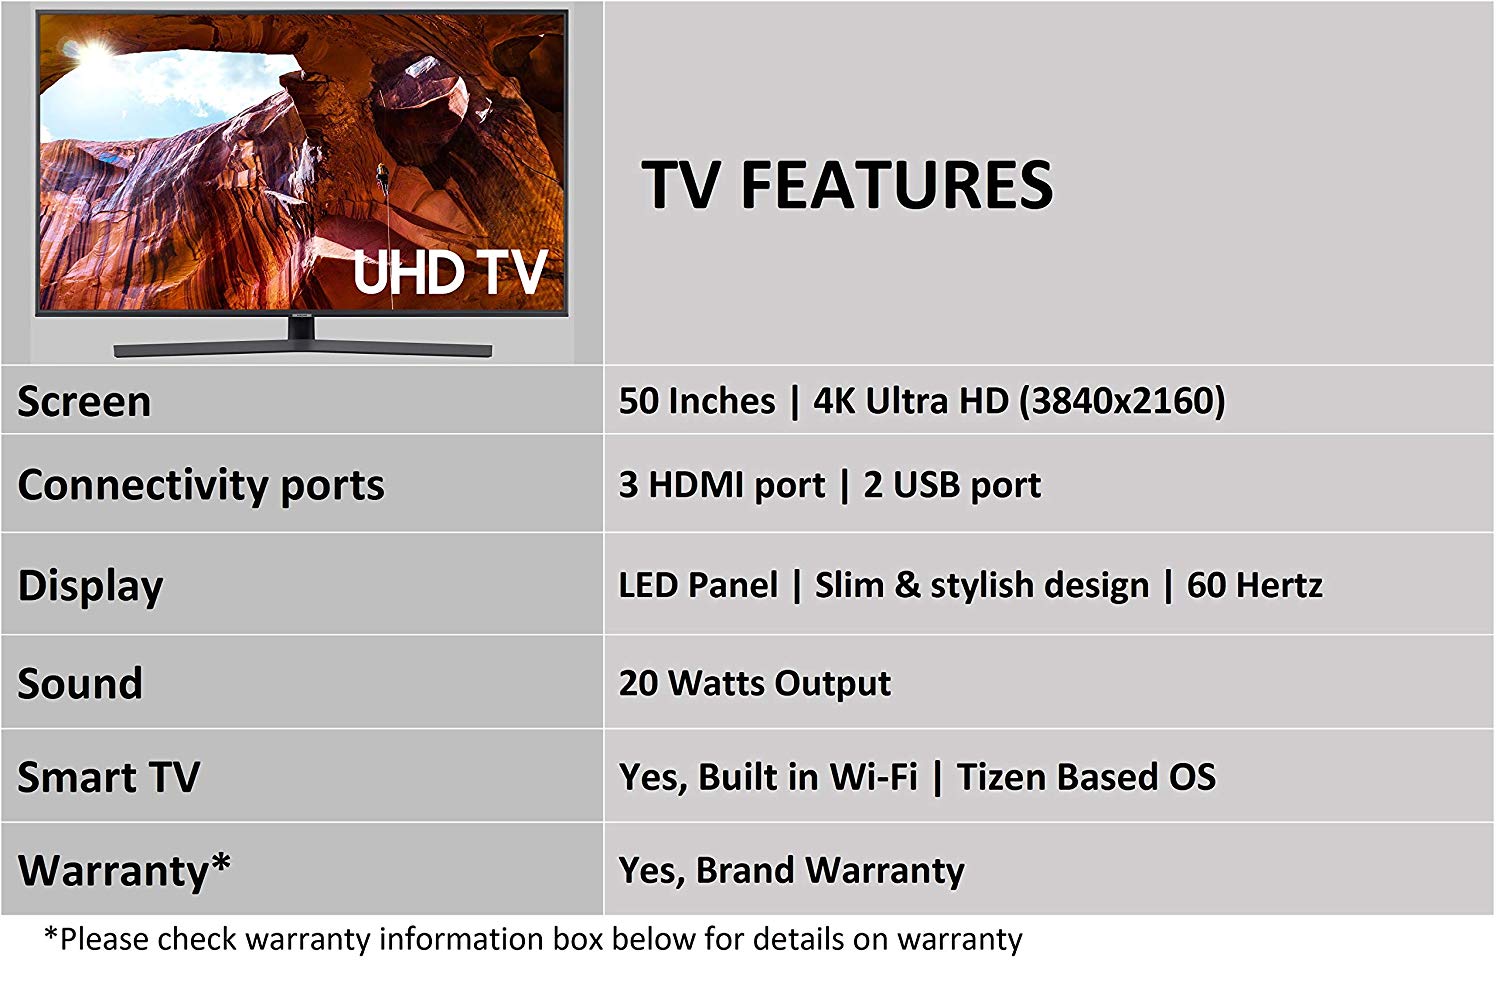 UHD TV
TV FEATURES
Screen
50 Inches | 4K Ultra HD (3840x2160)
Connectivity ports
3 HDMI port | 2 USB port
Display
LED Panel | Slim & stylish design | 60 Hertz
Sound
20 Watts Output
Smart TV
Yes, Built in Wi-Fi | Tizen Based OS
Warranty*
Yes, Brand Warranty
*Please check warranty information box below for details on warranty